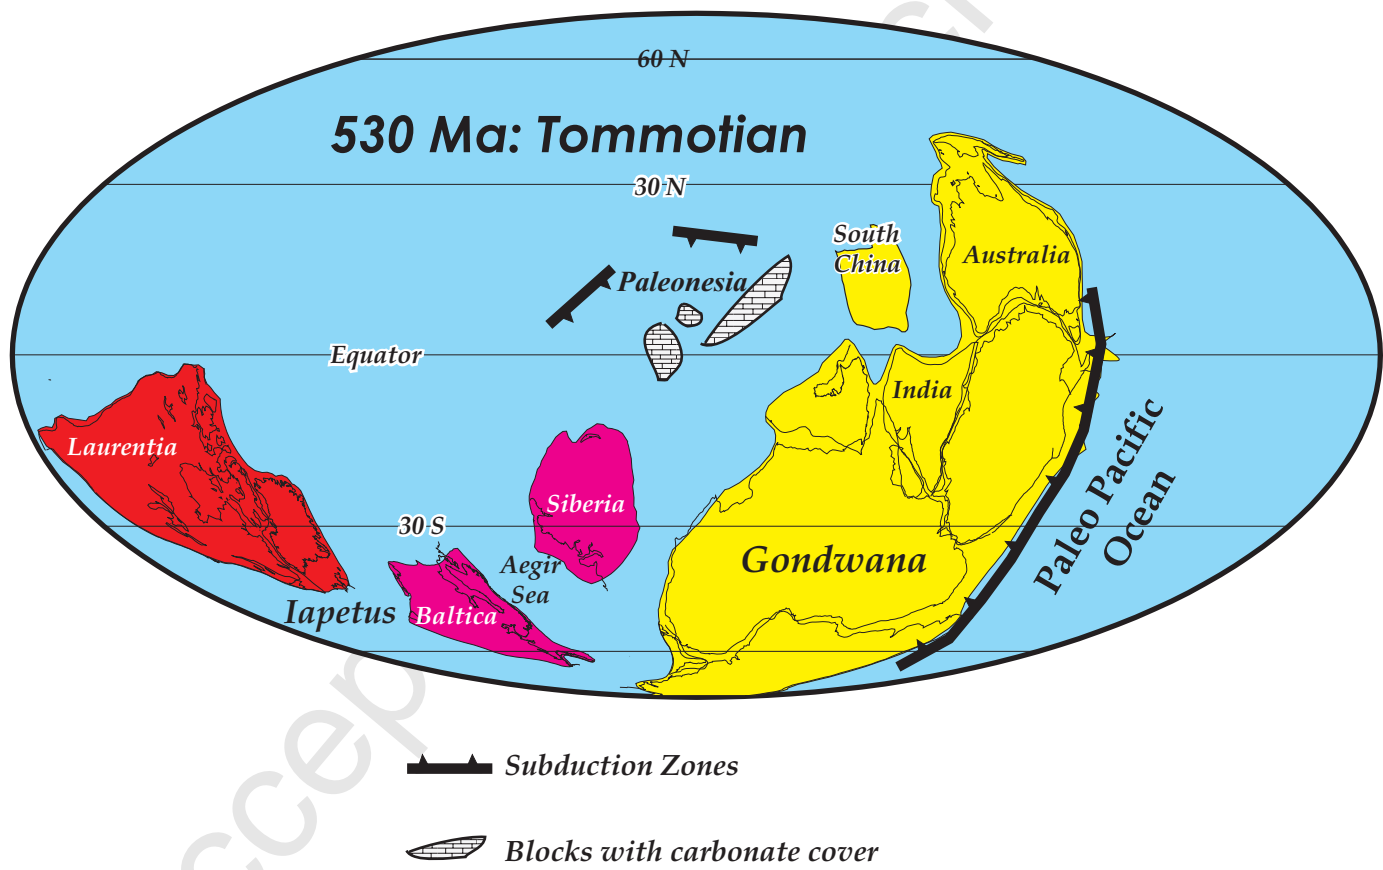 60 N
530 Ma: Tommotian
30 N
South
China
Australia
Paleonesia
Equator
India
Laurentia
Siberia
30 S
Aegir
Sea
Gondwana
Paleo Pacific
Ocean
Iapetus
Baltica
Subduction Zones
Blocks with carbonate cover